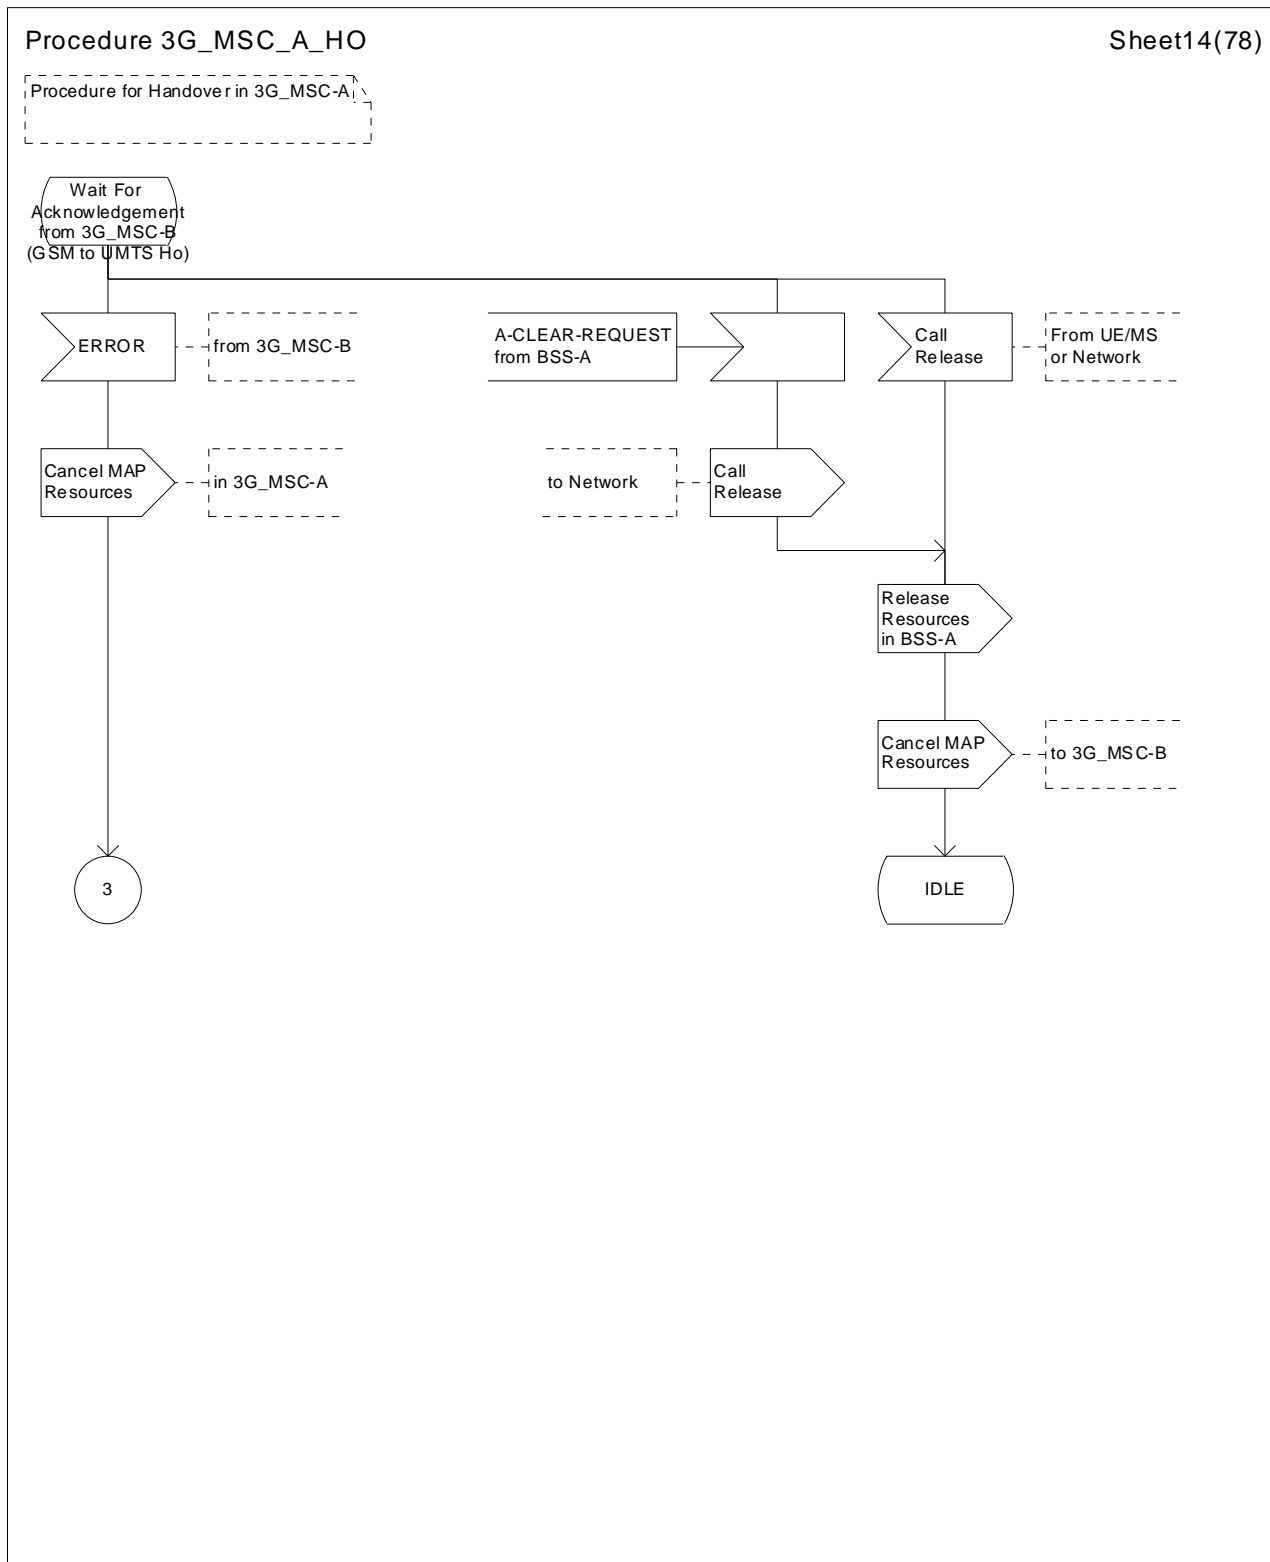 Procedure 3G_MSC_A_HO
Sheet14(78)
Procedure for Handover in 3G_MSC-A
Wait For
Acknowledgement
from 3G_MSC-B
(GSM to UMTS Ho)
ERROR
from 3G_MSC-B
A-CLEAR-REQUEST
from BSS-A
Call
Release
From UE/MS
or Network
Cancel MAP
Resources
in 3G_MSC-A
to Network
Call
Release
Release
Resources
in BSS-A
Cancel MAP
Resources
to 3G_MSC-B
3
IDLE